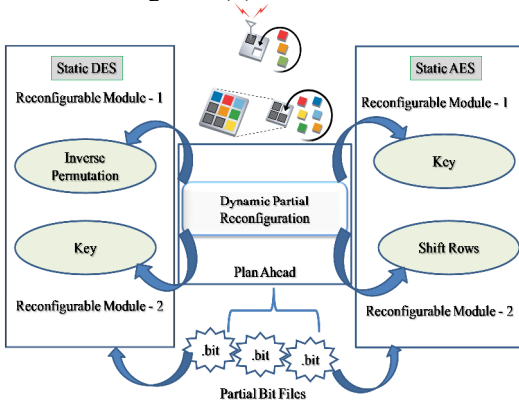 Static DES
Reconfigurable Module - 1
Inverse
Permutation
Key
Reconfigurable Module - 2
Dynamic Partial
Reconfiguration
Plan Ahead
.bit
.bit
.bit
Partial Bit Files
Static AES
Reconfigurable Module - 1
Key
Shift Rows
Reconfigurable Module - 2